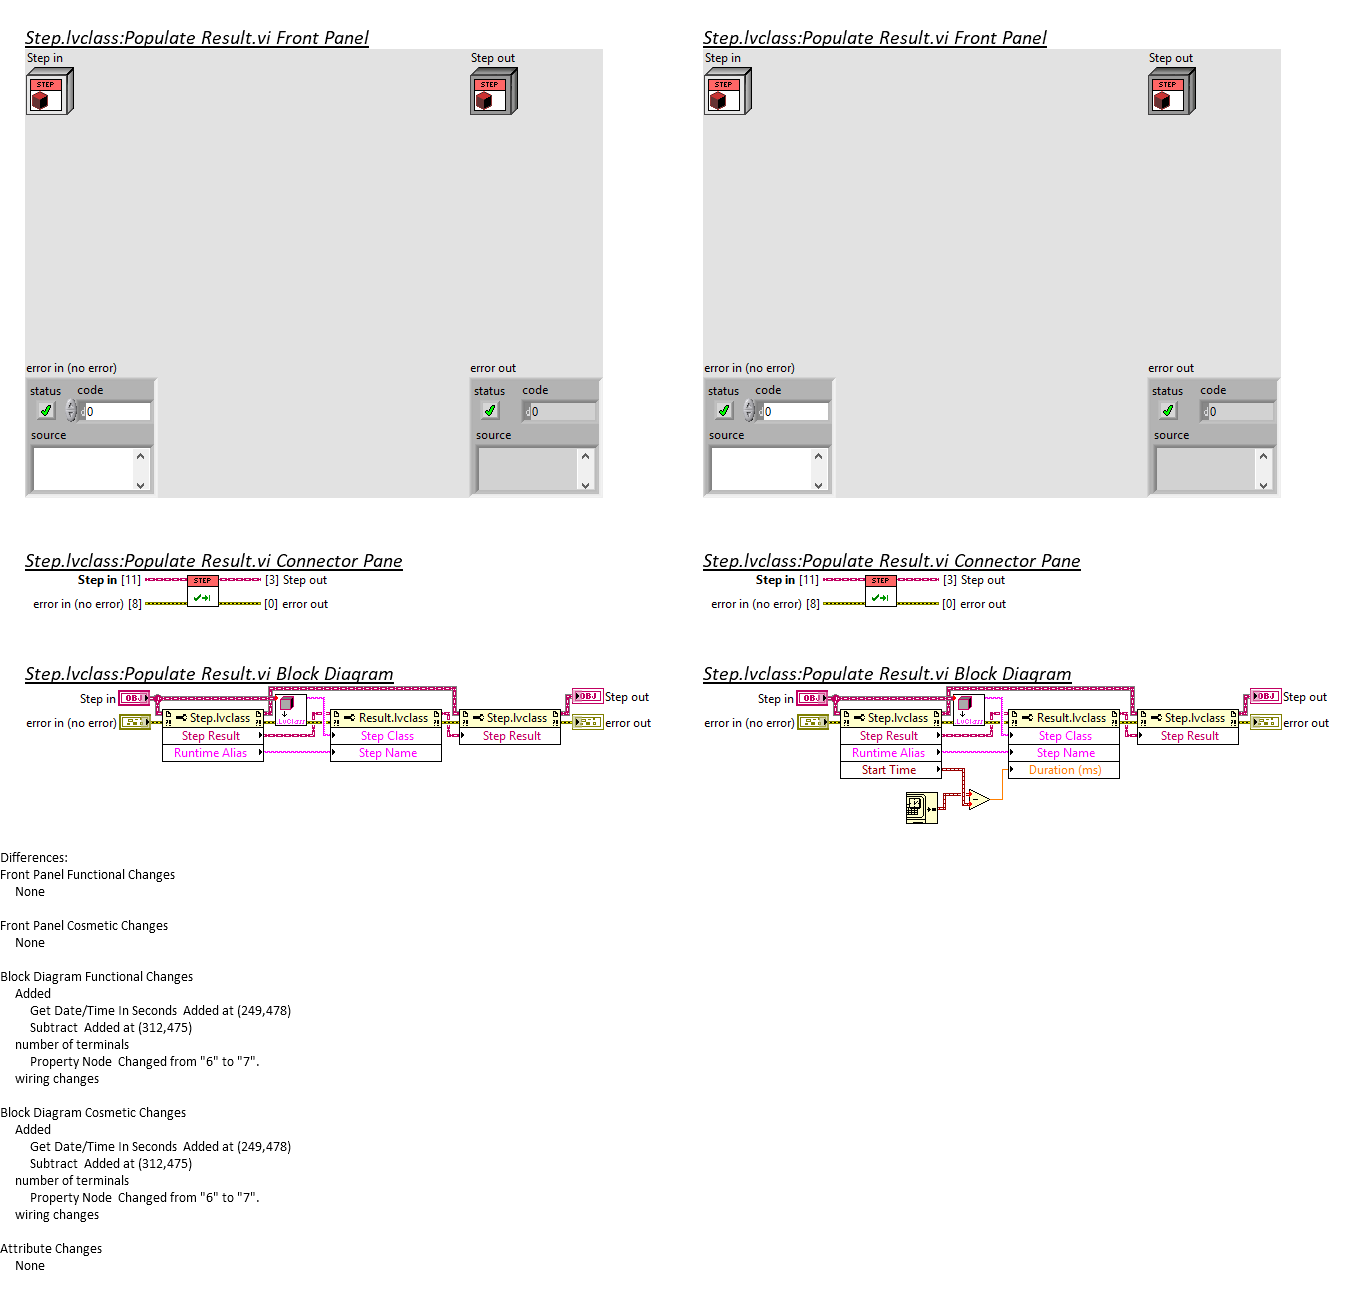 Step.lvclass:Populate Result.vi Front Panel
Step in
STEP
Step out
STEP
error in (no error)
status
code
d
0
source
error out
status
code
d
0
source
Step.lvclass:Populate Result.vi Connector Pane
Step in [11]
STEP
[3] Step out
error in (no error) [8]
[0] error out
Step.lvclass:Populate Result.vi Block Diagram
Step in
OBJ
error in (no error)
Step.lvclass
Step Result
Runtime Alias
LvClass
Result.lvclass
Step Class
Step Name
Step.lvclass
Step Result
OBJ
Step out
error out
Step.lvclass:Populate Result.vi Front Panel
Step in
STEP
Step out
STEP
error in (no error)
status
code
d
0
source
error out
status
code
d
0
source
Step.lvclass:Populate Result.vi Connector Pane
Step in [11]
STEP
[3] Step out
error in (no error) [8]
[0] error out
Step.lvclass:Populate Result.vi Block Diagram
Step in
OBJ
error in (no error)
Step.lvclass
Step Result
Runtime Alias
Start Time
LvClass
Result.lvclass
Step Class
Step Name
Duration (ms)
Step.lvclass
Step Result
OBJ
Step out
error out
Differences:
Front Panel Functional Changes
None
Front Panel Cosmetic Changes
None
Block Diagram Functional Changes
Added
Get Date/Time In Seconds  Added at (249,478)
Subtract  Added at (312,475)
number of terminals
Property Node  Changed from "6" to "7".
wiring changes
Block Diagram Cosmetic Changes
Added
Get Date/Time In Seconds  Added at (249,478)
Subtract  Added at (312,475)
number of terminals
Property Node  Changed from "6" to "7".
wiring changes
Attribute Changes
None